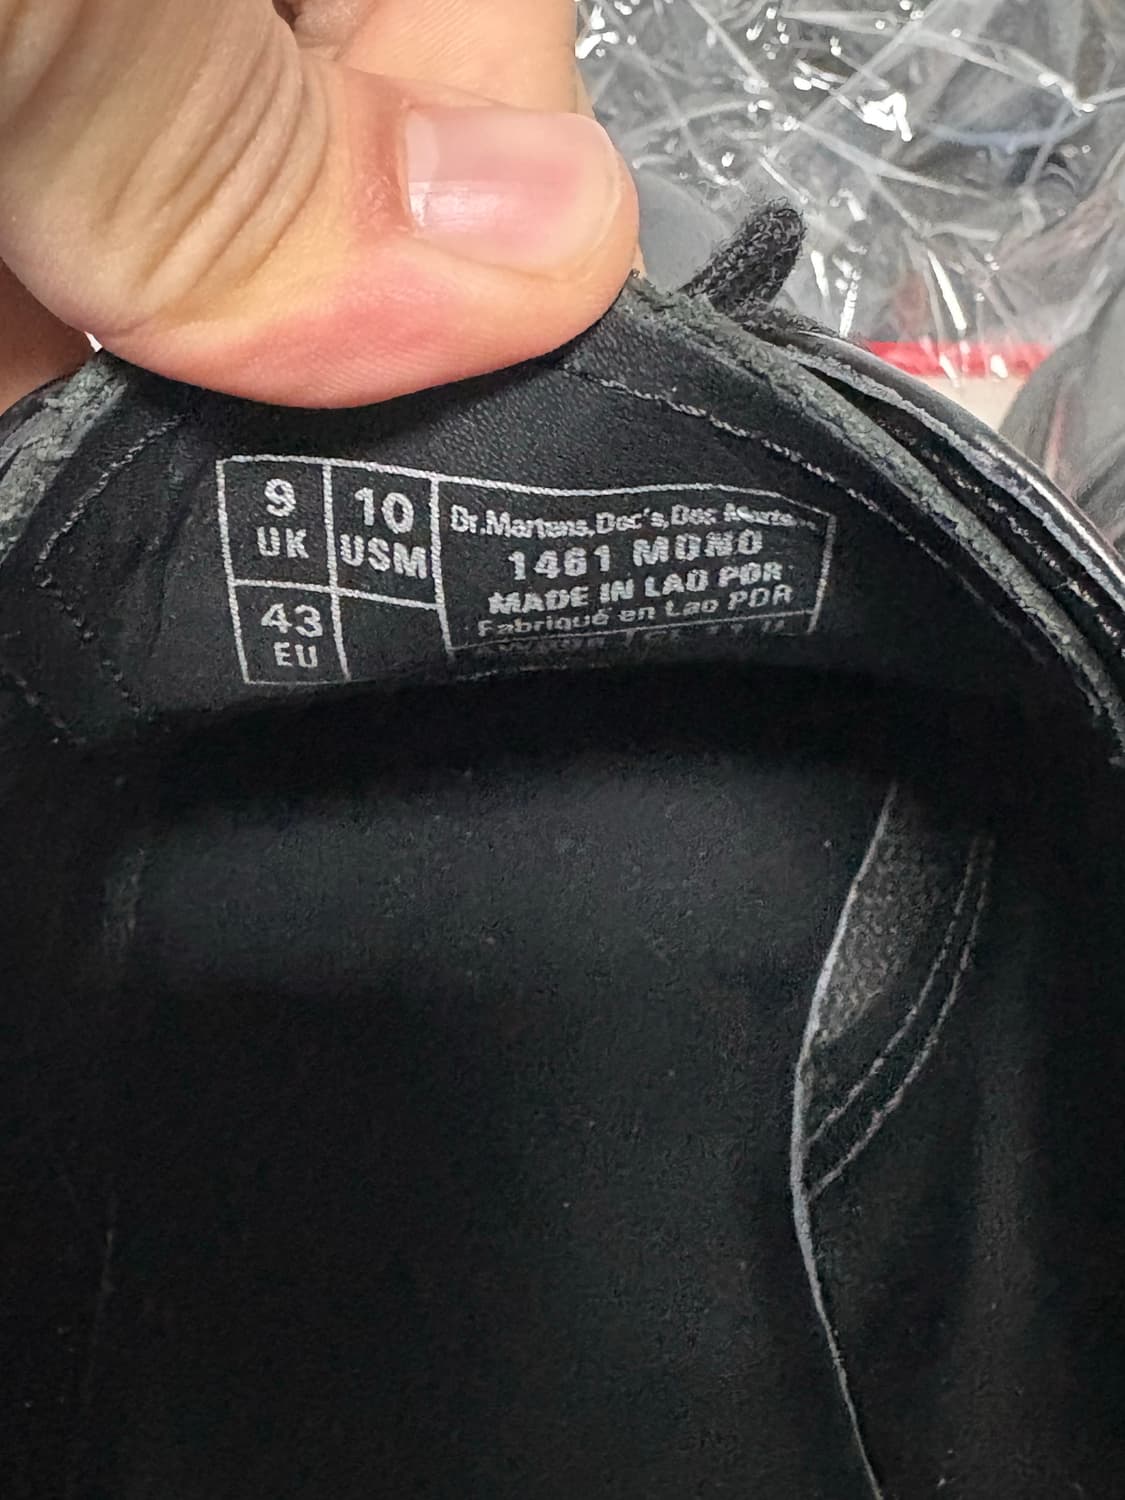 9
UK
10
USM
43
EU
Dr.Martens, Doc's, Doc Martens
1461 MONO
MADE IN LAO PDR
Fabriqué en Lao PDR